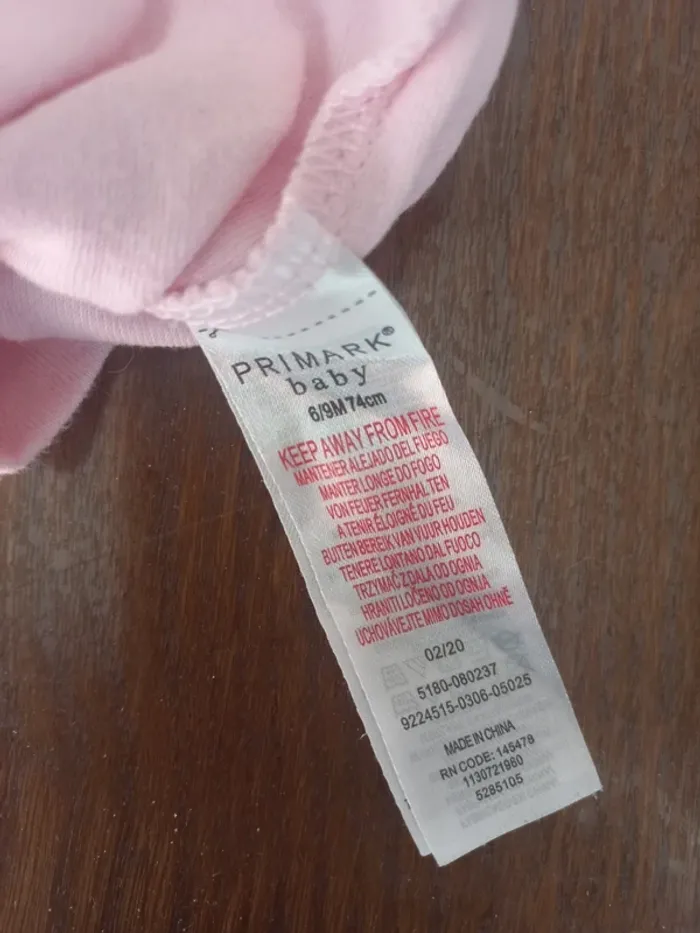 PRIMARK®
baby
6/9M 74cm
KEEP AWAY FROM FIRE
MANTENER ALEJADO DEL FUEGO
MANTER LONGE DO FOGO
VON FEUER FERNHALTEN
A TENIR ÉLOIGNÉ DU FEU
BUITEN BEREIK VAN VUUR HOUDEN
TENERE LONTANO DAL FUOCO
TRZYMAĆ Z DALA OD OGNIA
HRANITI LOČENO OD OGNJA
UCHOVÁVEJTE MIMO DOSAH OHNĚ
02/20
5180-080237
9224515-0306-05025
MADE IN CHINA
RN CODE: 145478
1130721960
5285105